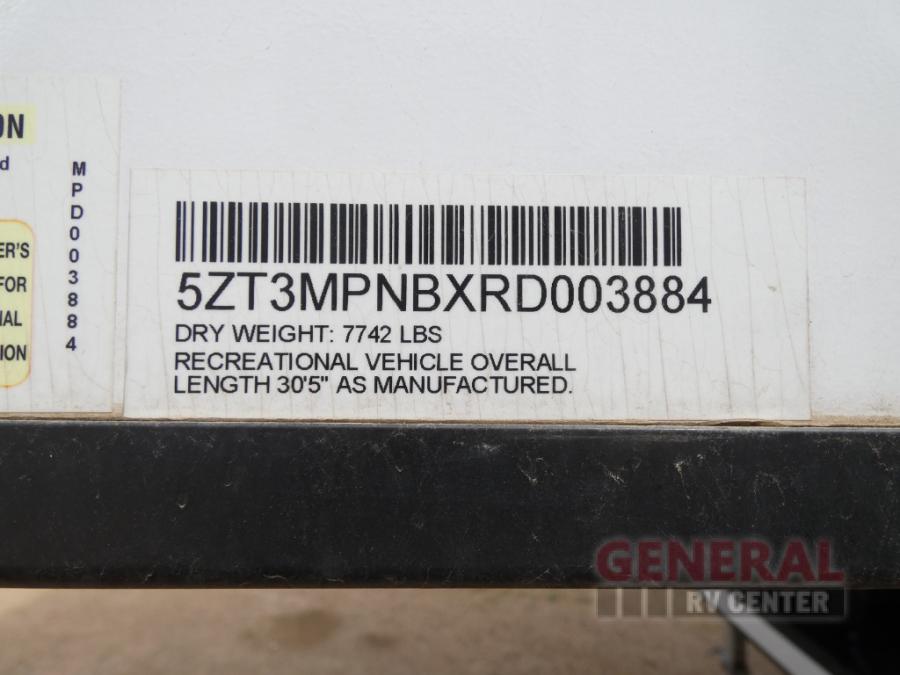 ON
d
ER'S
FOR
IAL
ION
MPD003884
5ZT3MPNBXRD003884
DRY WEIGHT: 7742 LBS
RECREATIONAL VEHICLE OVERALL
LENGTH 30'5" AS MANUFACTURED.
GENERAL
RV CENTER